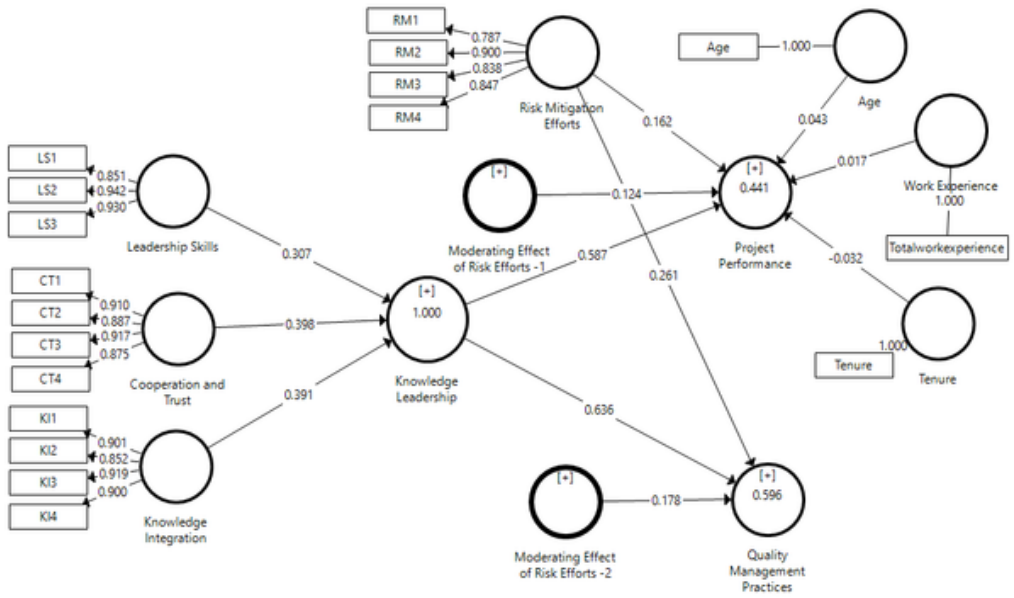 RM1
RM2
RM3
RM4
0.787
0.900
0.838
0.847
Risk Mitigation
Efforts
Age
1.000
Age
0.043
0.162
0.017
Work Experience
1.000
Totalworkexperience
LS1
LS2
LS3
0.851
0.942
0.930
Leadership Skills
0.307
[+]
Moderating Effect
of Risk Efforts -1
0.124
[+]
0.441
Project
Performance
0.587
0.261
-0.032
CT1
CT2
CT3
CT4
0.910
0.887
0.917
0.875
Cooperation and
Trust
0.398
[+]
1.000
Knowledge
Leadership
1.000
Tenure
Tenure
KI1
KI2
KI3
KI4
0.901
0.852
0.919
0.900
Knowledge
Integration
0.391
0.636
[+]
Moderating Effect
of Risk Efforts -2
0.178
[+]
0.596
Quality
Management
Practices